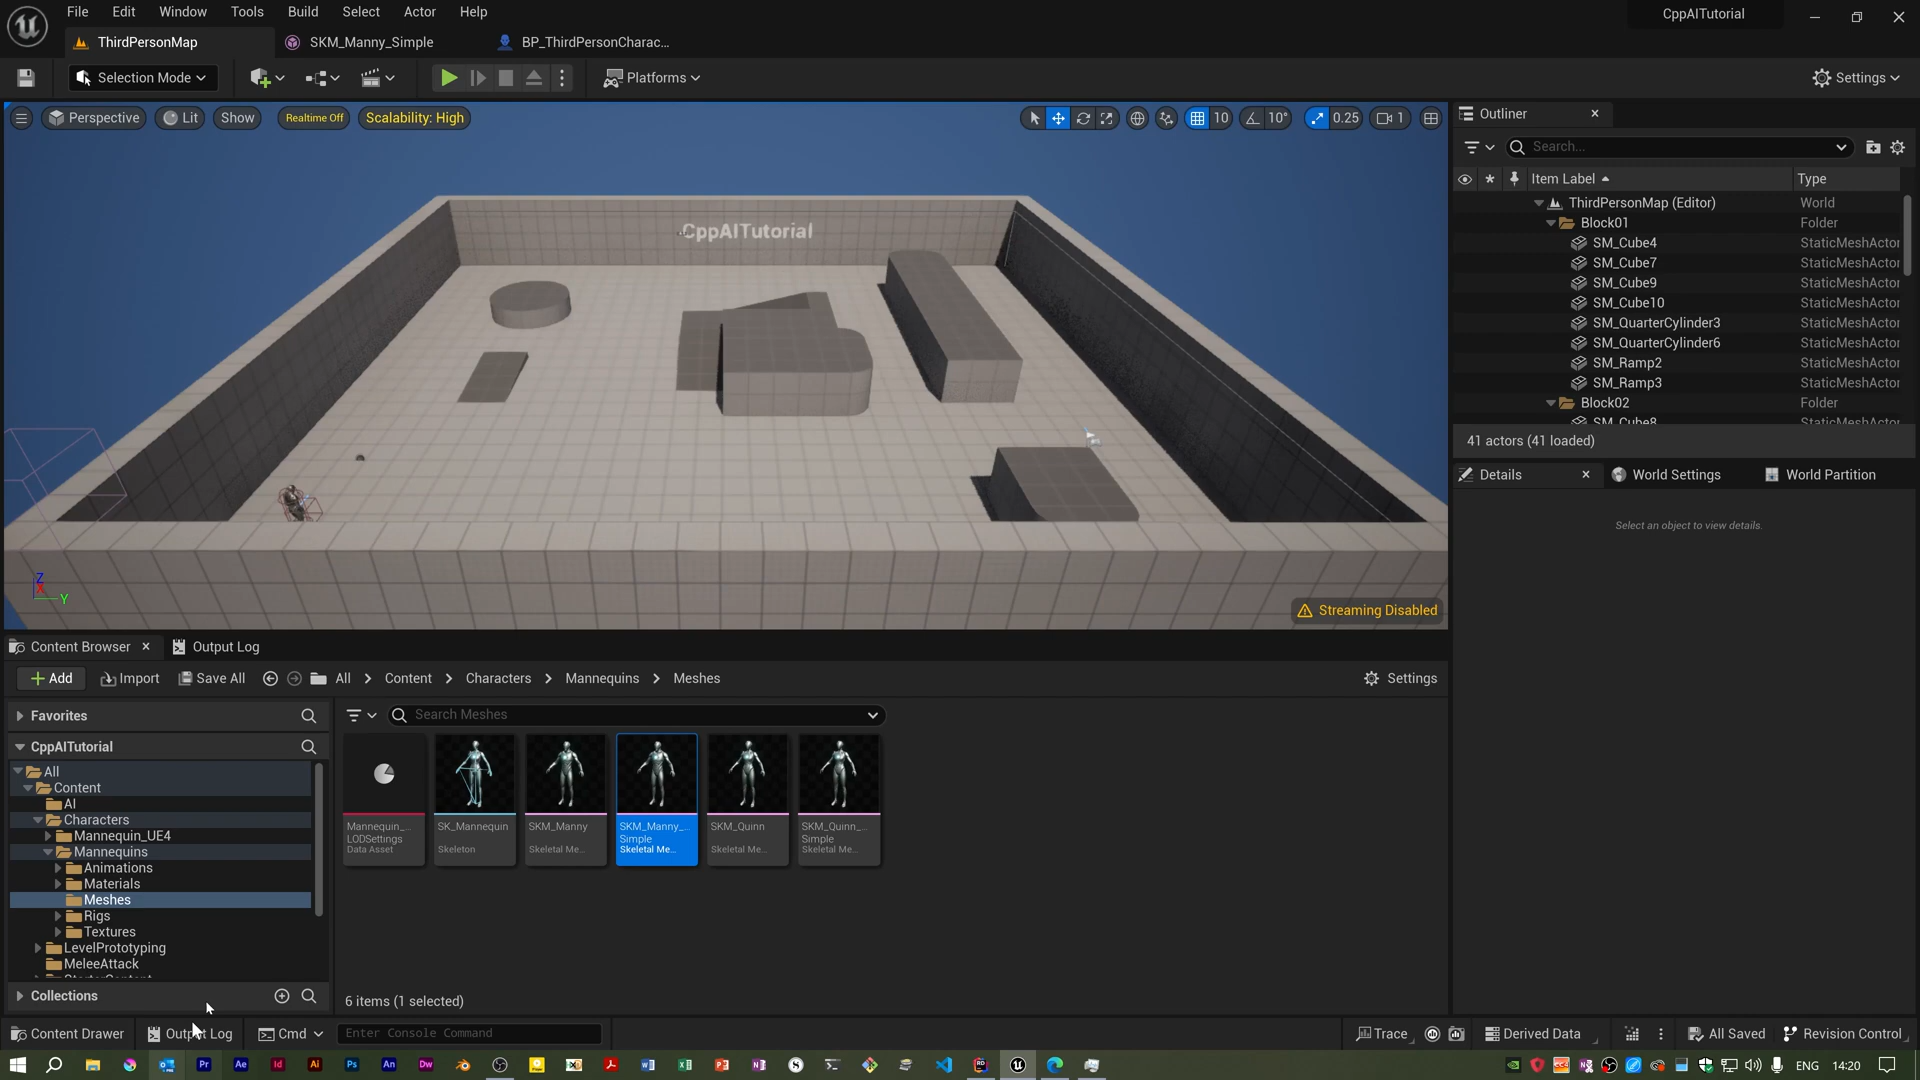 File Edit Window Tools Build Select Actor Help
CppAITutorial
ThirdPersonMap
SKM_Manny_Simple
BP_ThirdPersonCharac...
Selection Mode
Platforms
Settings
Perspective Lit Show Realtime Off Scalability: High
10 10° 0.25 1
Outliner
Search...
Item Label Type
ThirdPersonMap (Editor) World
Block01 Folder
SM_Cube4 StaticMeshActor
SM_Cube7 StaticMeshActor
SM_Cube9 StaticMeshActor
SM_Cube10 StaticMeshActor
SM_QuarterCylinder3 StaticMeshActor
SM_QuarterCylinder6 StaticMeshActor
SM_Ramp2 StaticMeshActor
SM_Ramp3 StaticMeshActor
Block02 Folder
SM_Cube8
41 actors (41 loaded)
Details World Settings World Partition
Select an object to view details.
CppAITutorial
Z
X
Y
Streaming Disabled
Content Browser Output Log
Add Import Save All All Content Characters Mannequins Meshes Settings
Favorites
Search Meshes
CppAITutorial
All
Content
AI
Characters
Mannequin_UE4
Mannequins
Animations
Materials
Meshes
Rigs
Textures
LevelPrototyping
MeleeAttack
Collections
Mannequin_...
LODSettings
Data Asset
SK_Mannequin
Skeleton
SKM_Manny
Skeletal Me...
SKM_Manny_...
Simple
Skeletal Me...
SKM_Quinn
Skeletal Me...
SKM_Quinn_...
Simple
Skeletal Me...
6 items (1 selected)
Content Drawer Output Log Cmd Enter Console Command
Trace Derived Data All Saved Revision Control
Pr Ae Id Ai Ps An Dw
ENG 14:20